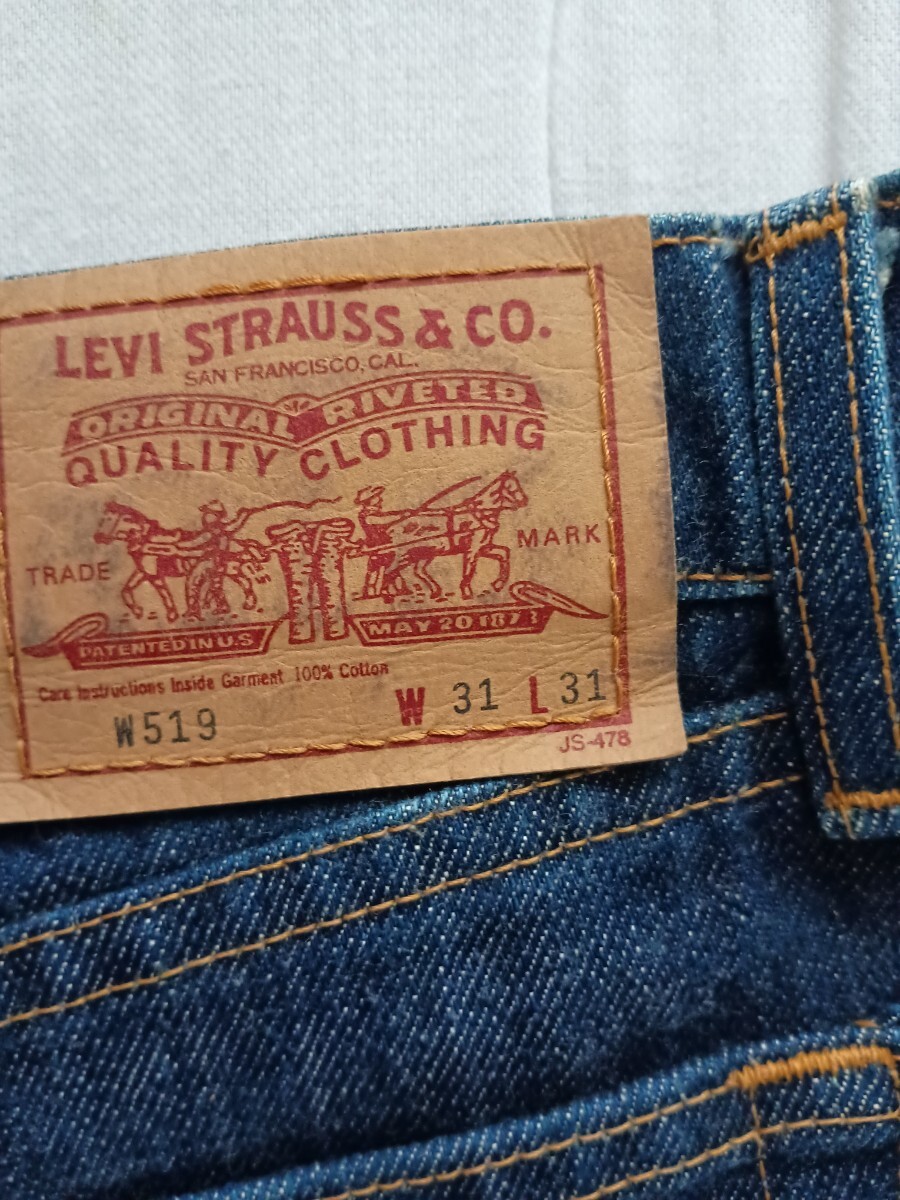 LEVI STRAUSS & CO.
SAN FRANCISCO, CAL.
ORIGINAL RIVETED
QUALITY CLOTHING
TRADE MARK
PATENTED IN U.S
MAY 20 1873
Care Instructions Inside Garment 100% Cotton
W519 W 31 L 31
JS-478